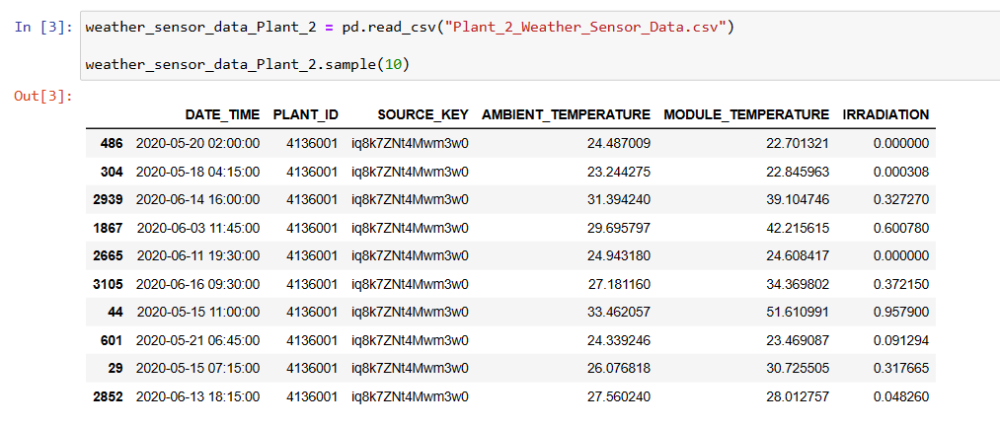 In [3]: weather_sensor_data_Plant_2 = pd.read_csv("Plant_2_Weather_Sensor_Data.csv")
weather_sensor_data_Plant_2.sample(10)
Out[3]:
DATE_TIME PLANT_ID SOURCE_KEY AMBIENT_TEMPERATURE MODULE_TEMPERATURE IRRADIATION
486 2020-05-20 02:00:00 4136001 iq8k7ZNt4Mwm3w0 24.487009 22.701321 0.000000
304 2020-05-18 04:15:00 4136001 iq8k7ZNt4Mwm3w0 23.244275 22.845963 0.000308
2939 2020-06-14 16:00:00 4136001 iq8k7ZNt4Mwm3w0 31.394240 39.104746 0.327270
1867 2020-06-03 11:45:00 4136001 iq8k7ZNt4Mwm3w0 29.695797 42.215615 0.600780
2665 2020-06-11 19:30:00 4136001 iq8k7ZNt4Mwm3w0 24.943180 24.608417 0.000000
3105 2020-06-16 09:30:00 4136001 iq8k7ZNt4Mwm3w0 27.181160 34.369802 0.372150
44 2020-05-15 11:00:00 4136001 iq8k7ZNt4Mwm3w0 33.462057 51.610991 0.957900
601 2020-05-21 06:45:00 4136001 iq8k7ZNt4Mwm3w0 24.339246 23.469087 0.091294
29 2020-05-15 07:15:00 4136001 iq8k7ZNt4Mwm3w0 26.076818 30.725505 0.317665
2852 2020-06-13 18:15:00 4136001 iq8k7ZNt4Mwm3w0 27.560240 28.012757 0.048260